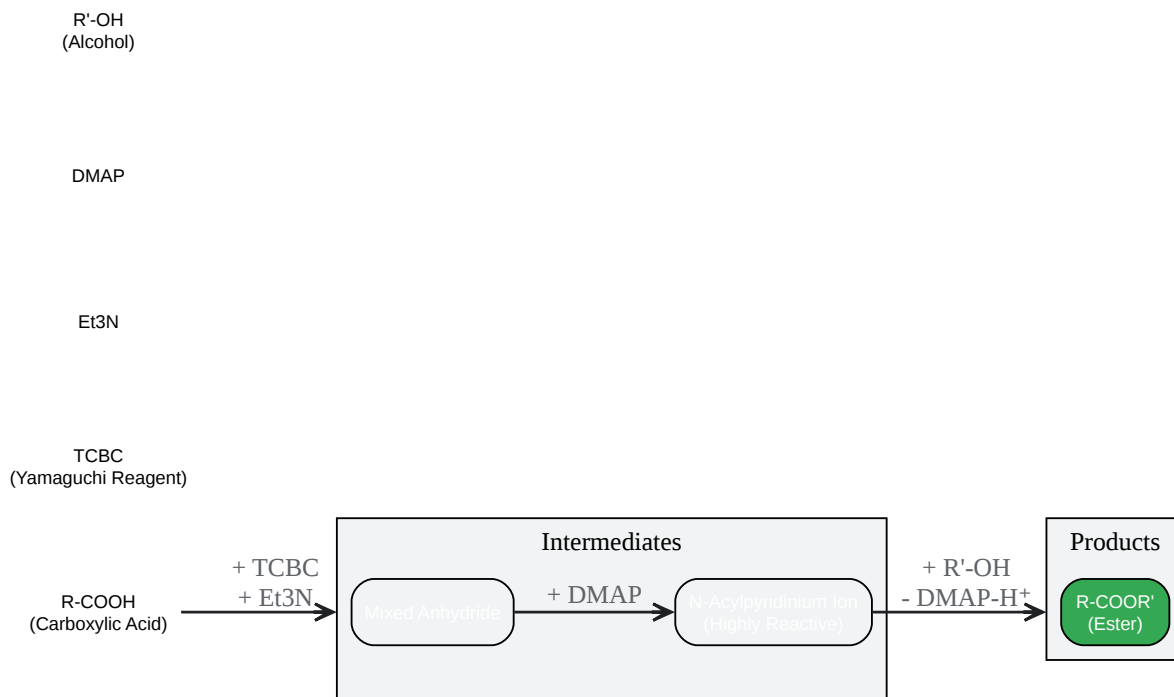 R'-OH
(Alcohol)
DMAP
Et3N
TCBC
(Yamaguchi Reagent)
R-COOH
(Carboxylic Acid)
+ TCBC
+ Et3N
Intermediates
Mixed Anhydride
+ DMAP
N-Acylpyridinium Ion
(Highly Reactive)
+ R'-OH
- DMAP-H⁺
Products
R-COOR'
(Ester)